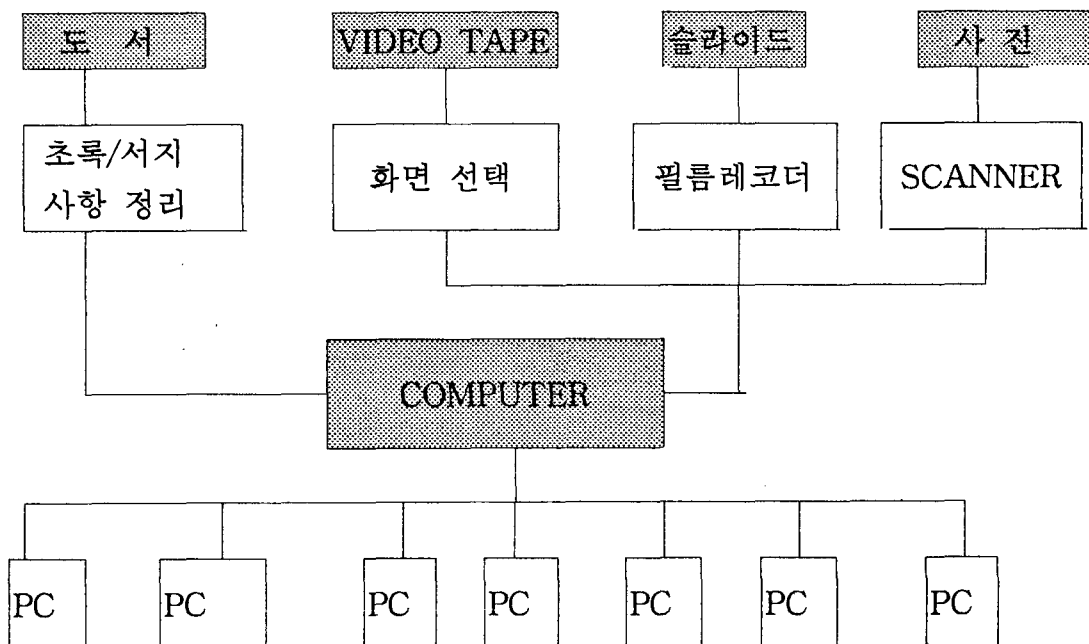 도 서
VIDEO TAPE
슬라이드
사 진
초록/서지
사항 정리
화면 선택
필름레코더
SCANNER
COMPUTER
PC
PC
PC
PC
PC
PC
PC